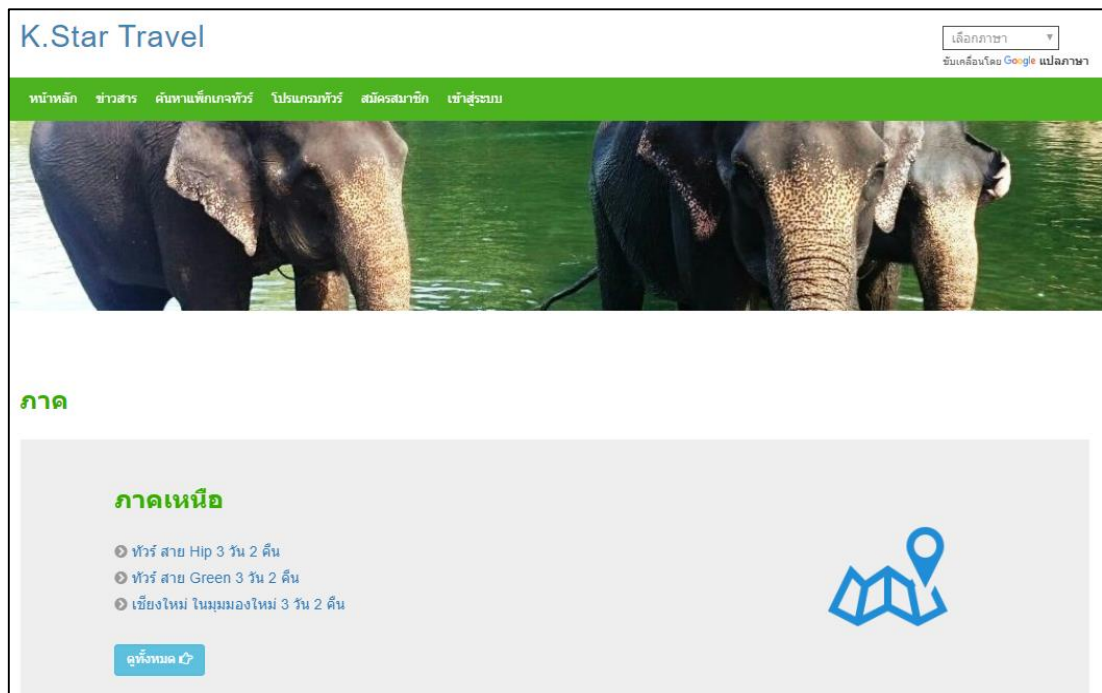 K.Star Travel
เลือกภาษา
ขับเคลื่อนโดย Google แปลภาษา
หน้าหลัก ข่าวสาร ค้นหาแพ็กเกจทัวร์ โปรแกรมทัวร์ สมัครสมาชิก เข้าสู่ระบบ
ภาค
ภาคเหนือ
ทัวร์ สาย Hip 3 วัน 2 คืน
ทัวร์ สาย Green 3 วัน 2 คืน
เชียงใหม่ ในมุมมองใหม่ 3 วัน 2 คืน
ดูทั้งหมด